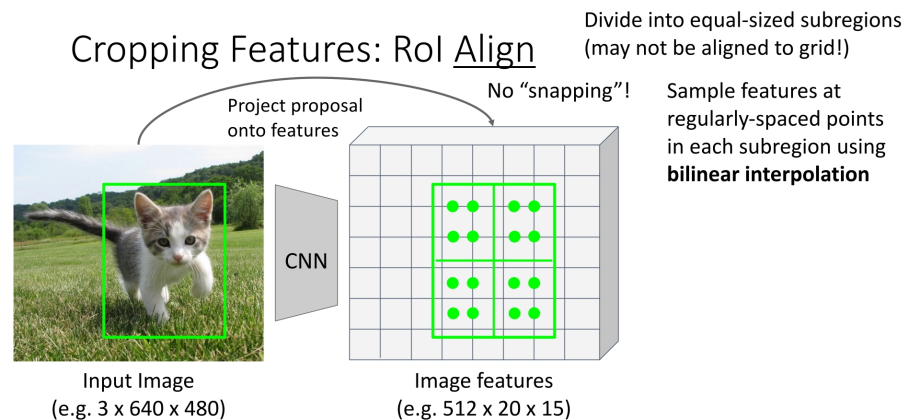 Cropping Features: RoI Align
Divide into equal-sized subregions
(may not be aligned to grid!)
Project proposal
onto features
No “snapping”!
Sample features at
regularly-spaced points
in each subregion using
bilinear interpolation
CNN
Input Image
(e.g. 3 x 640 x 480)
Image features
(e.g. 512 x 20 x 15)